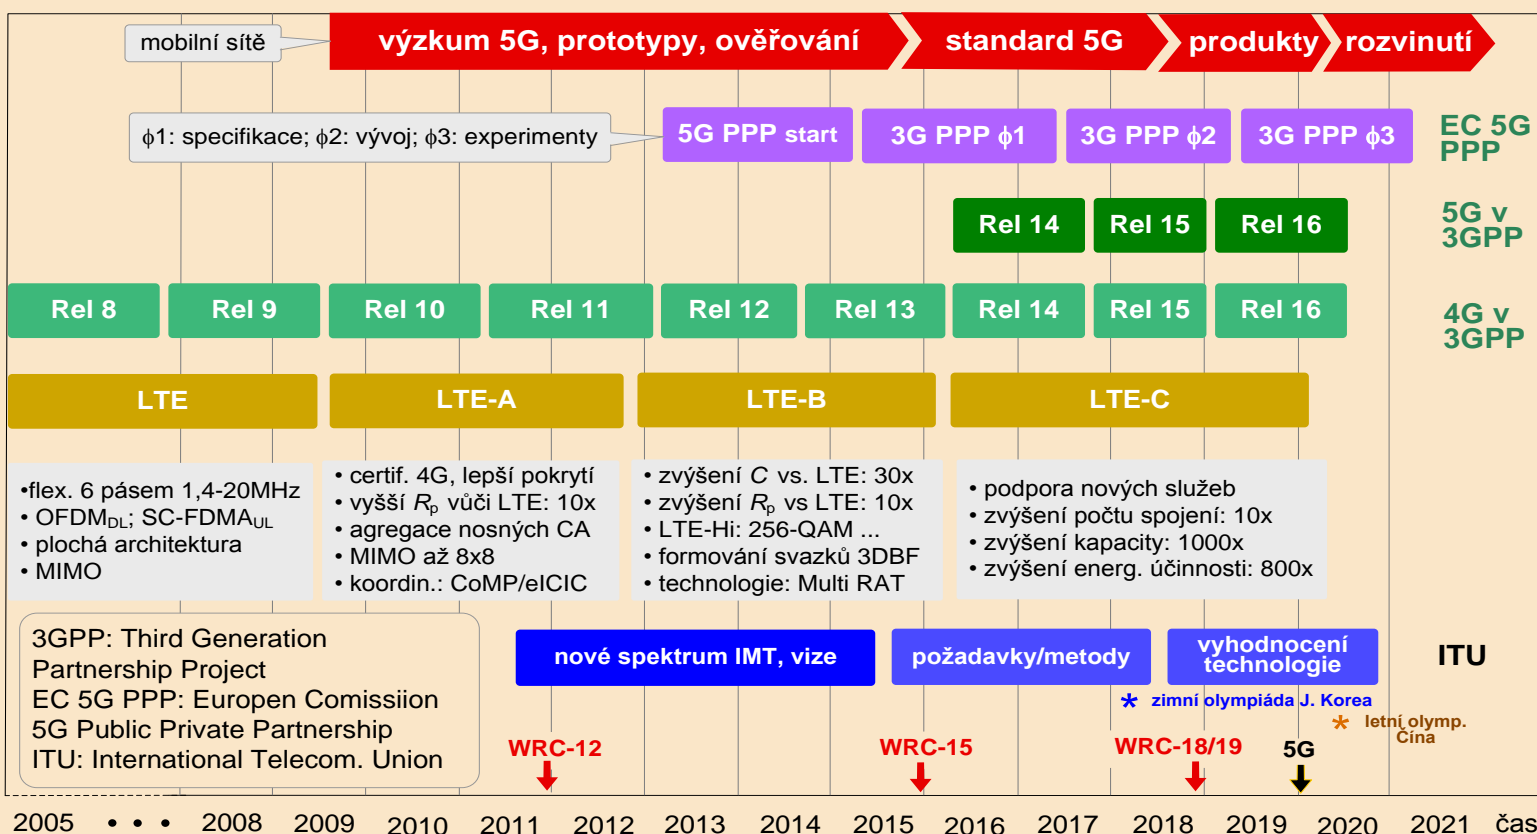 mobilní sítě
výzkum 5G, prototypy, ověřování
standard 5G
produkty
rozvinutí
ϕ1: specifikace; ϕ2: vývoj; ϕ3: experimenty
5G PPP start
3G PPP ϕ1
3G PPP ϕ2
3G PPP ϕ3
EC 5G
PPP
Rel 14
Rel 15
Rel 16
5G v
3GPP
Rel 8
Rel 9
Rel 10
Rel 11
Rel 12
Rel 13
Rel 14
Rel 15
Rel 16
4G v
3GPP
LTE
LTE-A
LTE-B
LTE-C
•flex. 6 pásem 1,4-20MHz
• OFDMDL; SC-FDMAUL
• plochá architektura
• MIMO
• certif. 4G, lepší pokrytí
• vyšší Rp vůči LTE: 10x
• agregace nosných CA
• MIMO až 8x8
• koordin.: CoMP/eICIC
• zvýšení C vs. LTE: 30x
• zvýšení Rp vs LTE: 10x
• LTE-Hi: 256-QAM ...
• formování svazků 3DBF
• technologie: Multi RAT
• podpora nových služeb
• zvýšení počtu spojení: 10x
• zvýšení kapacity: 1000x
• zvýšení energ. účinnosti: 800x
3GPP: Third Generation
Partnership Project
EC 5G PPP: Europen Comissiion
5G Public Private Partnership
ITU: International Telecom. Union
nové spektrum IMT, vize
požadavky/metody
vyhodnocení
technologie
ITU
* zimní olympiáda J. Korea
* letní olymp.
Čína
WRC-12
WRC-15
WRC-18/19
5G
2005 • • • 2008 2009 2010 2011 2012 2013 2014 2015 2016 2017 2018 2019 2020 2021 čas